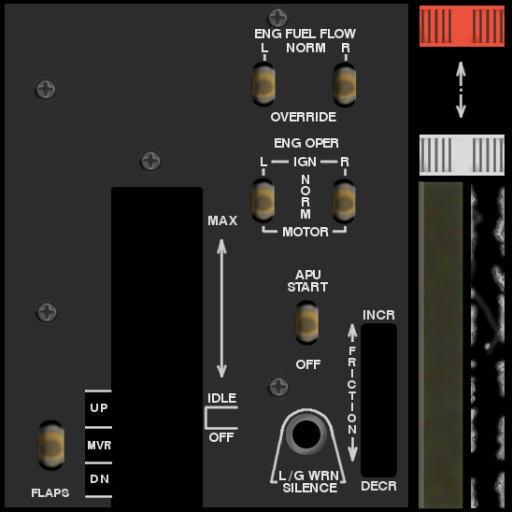 ENG FUEL FLOW
L NORM R
OVERRIDE
ENG OPER
L IGN R
NORM
MOTOR
MAX
APU
START
OFF
INCR
FRICTION
DECR
IDLE
OFF
UP
MVR
DN
FLAPS
L/G WRN
SILENCE